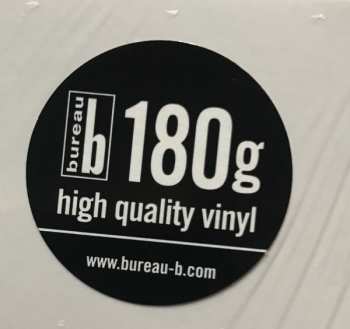 bureau
b
180g
high quality vinyl
www.bureau-b.com